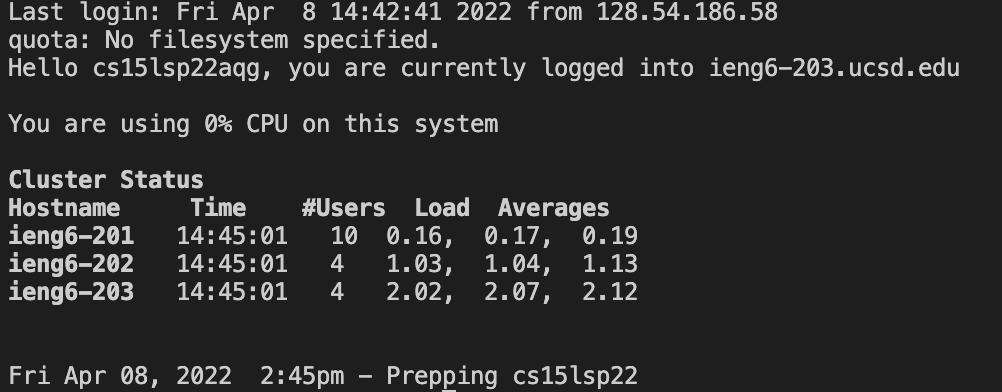 Last login: Fri Apr  8 14:42:41 2022 from 128.54.186.58
quota: No filesystem specified.
Hello cs15lsp22aqg, you are currently logged into ieng6-203.ucsd.edu
You are using 0% CPU on this system
Cluster Status
Hostname     Time    #Users  Load  Averages
ieng6-201   14:45:01   10  0.16,  0.17,  0.19
ieng6-202   14:45:01   4   1.03,  1.04,  1.13
ieng6-203   14:45:01   4   2.02,  2.07,  2.12
Fri Apr 08, 2022  2:45pm - Prepping cs15lsp22